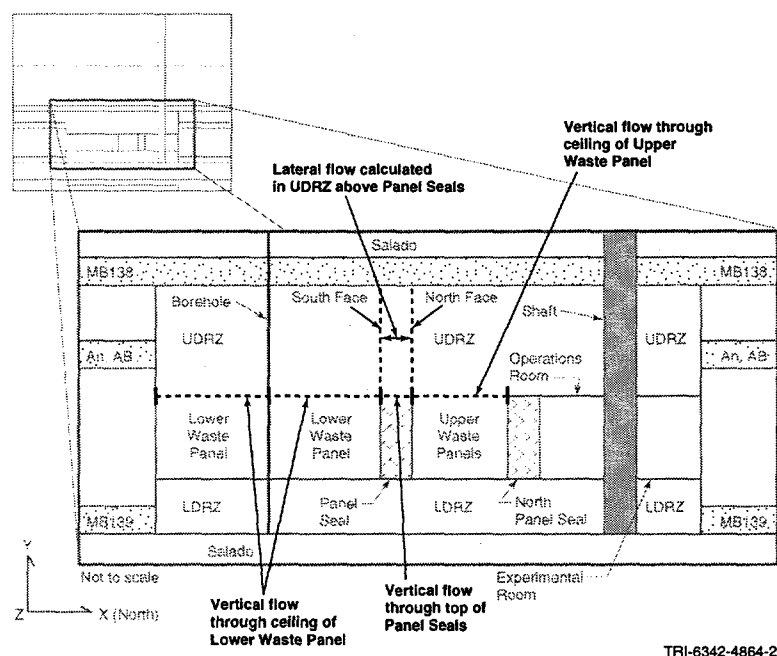 Vertical flow through
ceiling of Upper
Waste Panel
Lateral flow calculated
in UDRZ above Panel Seals
Salado
MB138
MB138
Borehole
South Face
North Face
Shaft
UDRZ
UDRZ
UDRZ
An, AB
An, AB
Operations
Room
Lower
Waste
Panel
Lower
Waste
Panel
Upper
Waste
Panels
LDRZ
Panel
Seal
LDRZ
North
Panel Seal
LDRZ
MB139
MB139
Salado
Y
Z
X (North)
Not to scale
Experimental
Room
Vertical flow
through ceiling of
Lower Waste Panel
Vertical flow
through top of
Panel Seals
TRI-6342-4864-2